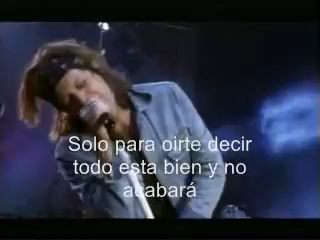 Solo para oirte decir
todo esta bien y no
acabará